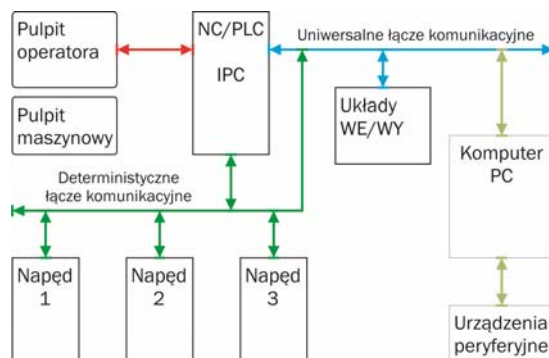 Pulpit
operatora
NC/PLC
IPC
Uniwersalne łącze komunikacyjne
Pulpit
maszynowy
Układy
WE/WY
Komputer
PC
Deterministyczne
łącze komunikacyjne
Napęd
1
Napęd
2
Napęd
3
Urządzenia
peryferyjne